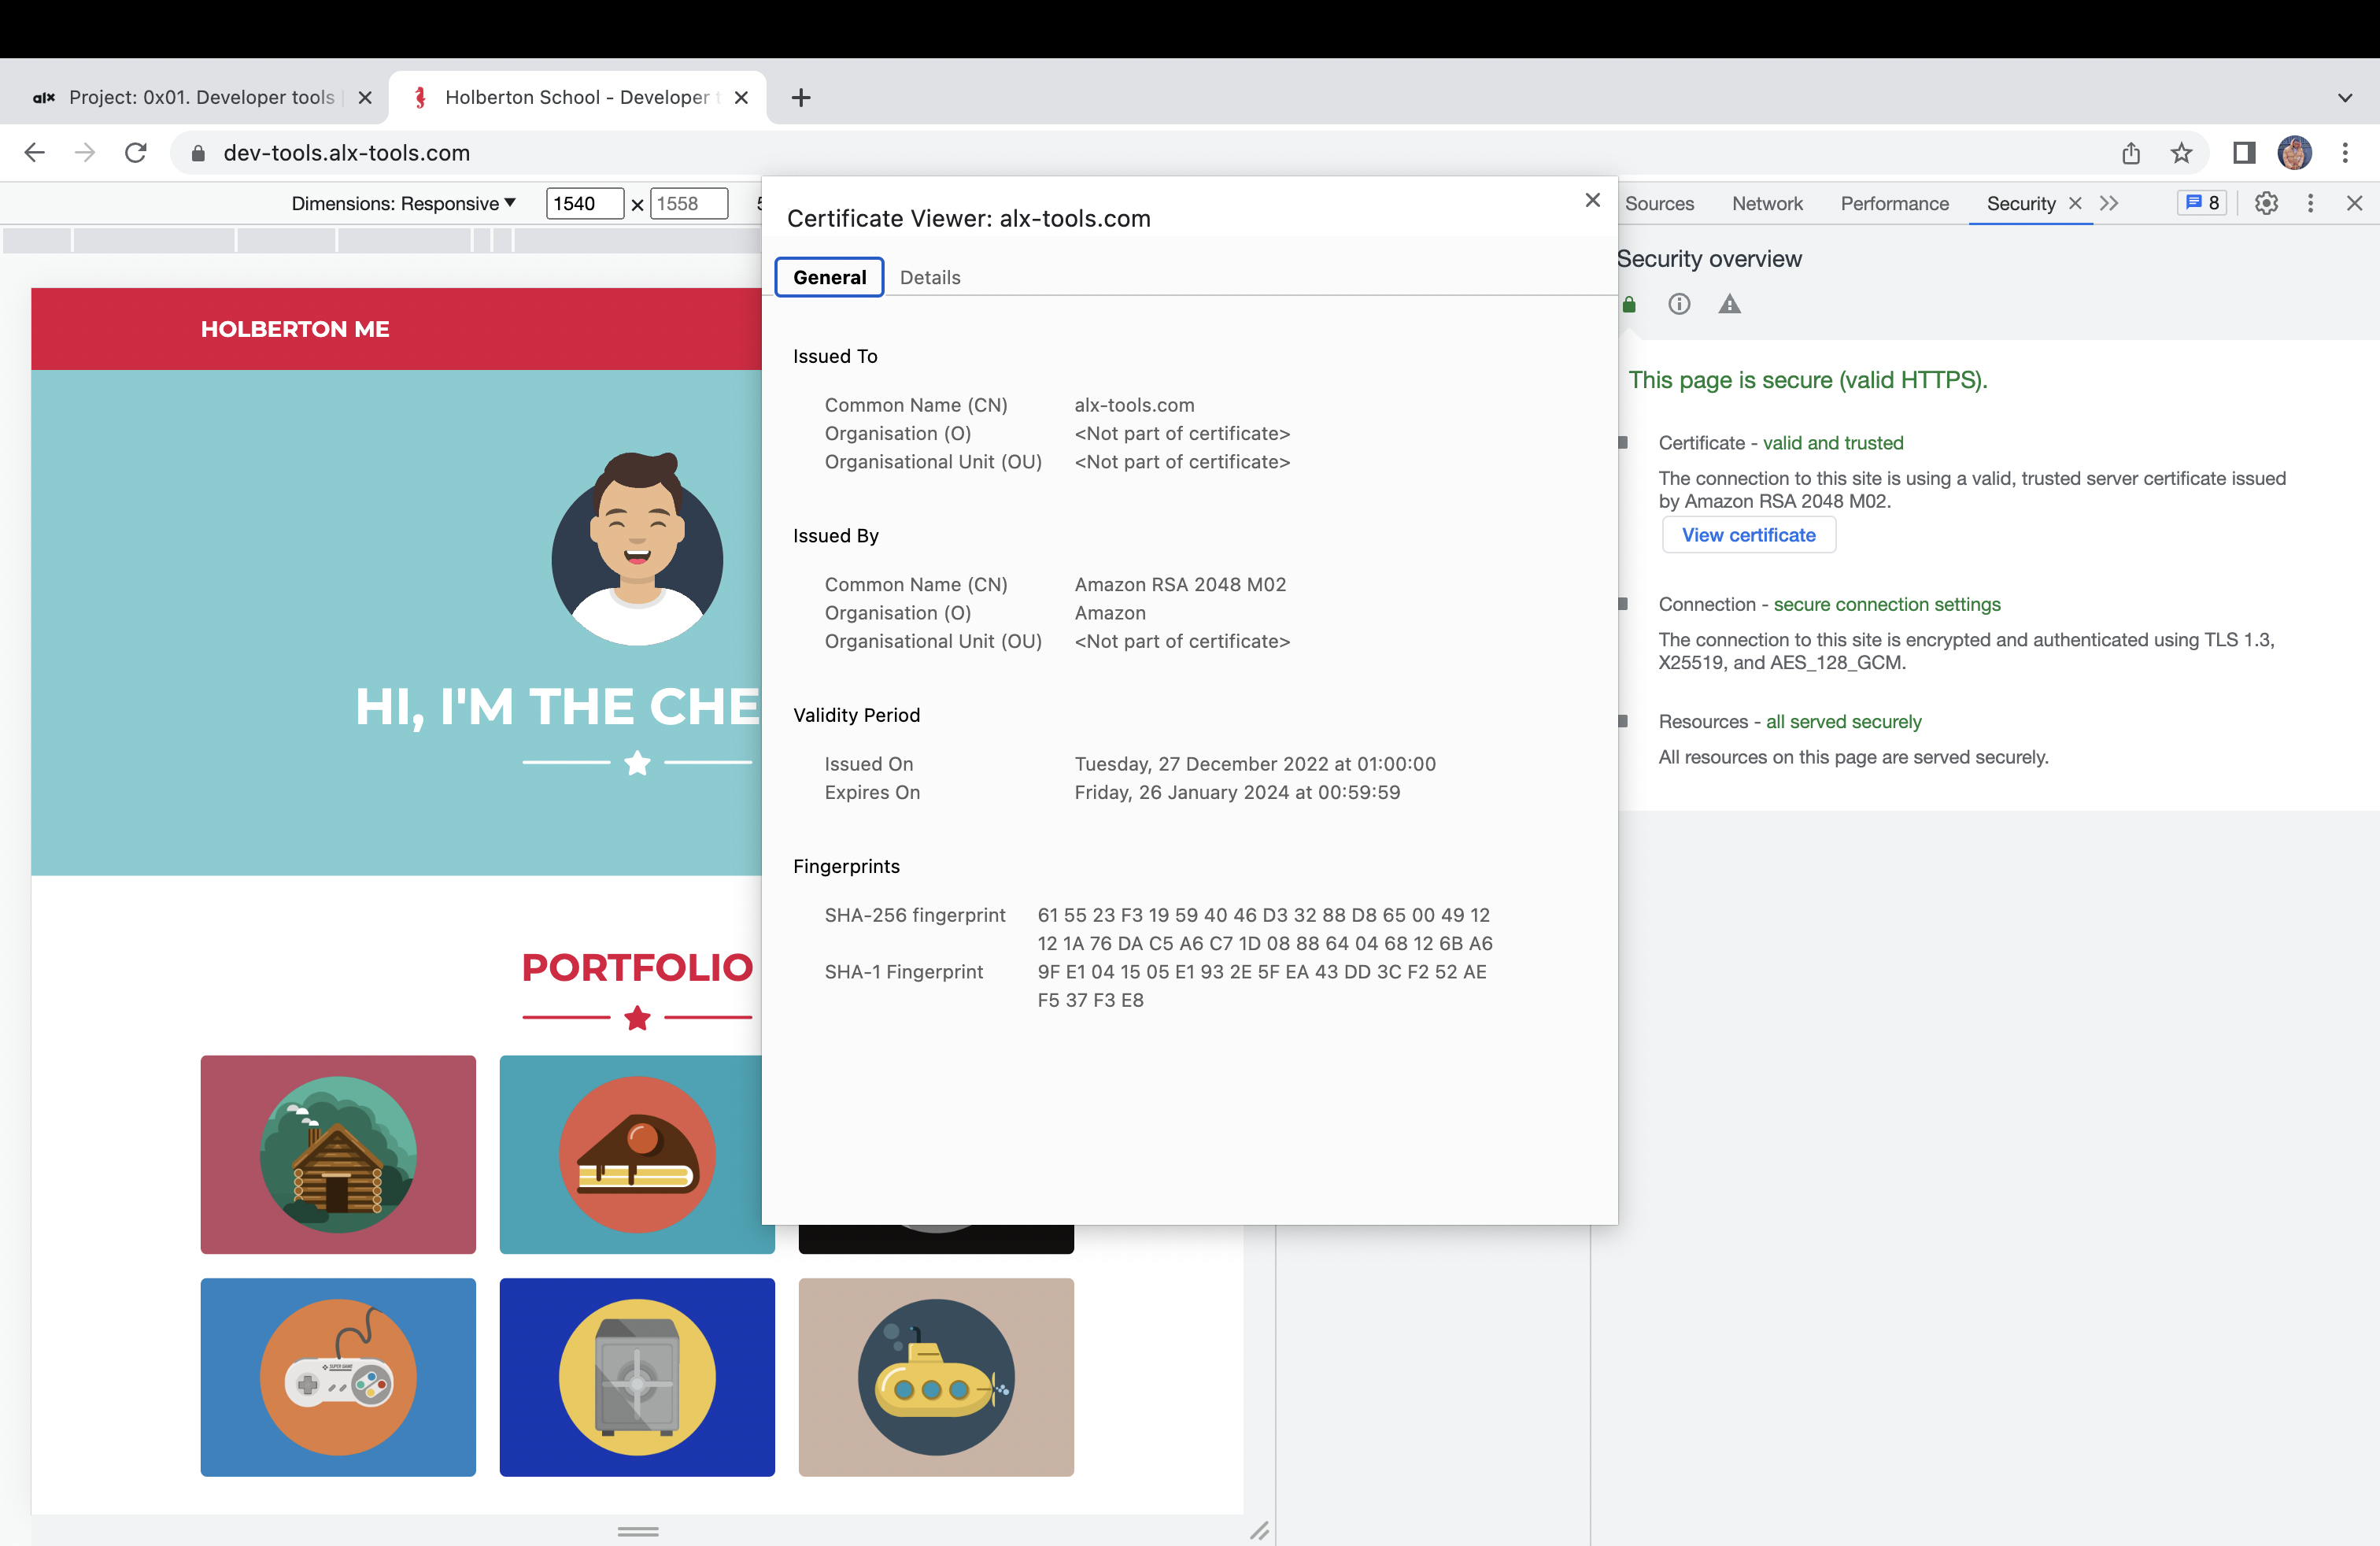 alx Project: 0x01. Developer tools
Holberton School - Developer t
dev-tools.alx-tools.com
Dimensions: Responsive 1540 × 1558
Sources Network Performance Security 8
Certificate Viewer: alx-tools.com
General Details
Issued To
Common Name (CN) alx-tools.com
Organisation (O) <Not part of certificate>
Organisational Unit (OU) <Not part of certificate>
Issued By
Common Name (CN) Amazon RSA 2048 M02
Organisation (O) Amazon
Organisational Unit (OU) <Not part of certificate>
Validity Period
Issued On Tuesday, 27 December 2022 at 01:00:00
Expires On Friday, 26 January 2024 at 00:59:59
Fingerprints
SHA-256 fingerprint 61 55 23 F3 19 59 40 46 D3 32 88 D8 65 00 49 12
12 1A 76 DA C5 A6 C7 1D 08 88 64 04 68 12 6B A6
SHA-1 Fingerprint 9F E1 04 15 05 E1 93 2E 5F EA 43 DD 3C F2 52 AE
F5 37 F3 E8
HOLBERTON ME
HI, I'M THE CHE
PORTFOLIO
SUPER GAME
Security overview
This page is secure (valid HTTPS).
Certificate - valid and trusted
The connection to this site is using a valid, trusted server certificate issued
by Amazon RSA 2048 M02.
View certificate
Connection - secure connection settings
The connection to this site is encrypted and authenticated using TLS 1.3,
X25519, and AES_128_GCM.
Resources - all served securely
All resources on this page are served securely.